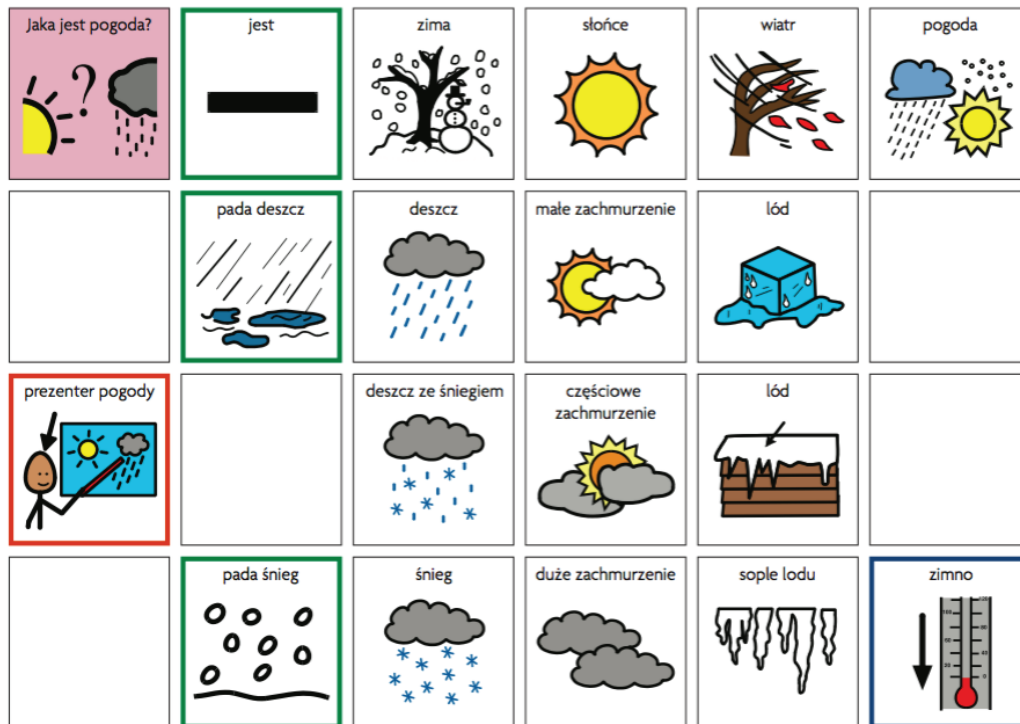 Jaka jest pogoda?
jest
zima
słońce
wiatr
pogoda
pada deszcz
deszcz
małe zachmurzenie
lód
prezenter pogody
deszcz ze śniegiem
częściowe
zachmurzenie
lód
pada śnieg
śnieg
duże zachmurzenie
sople lodu
zimno